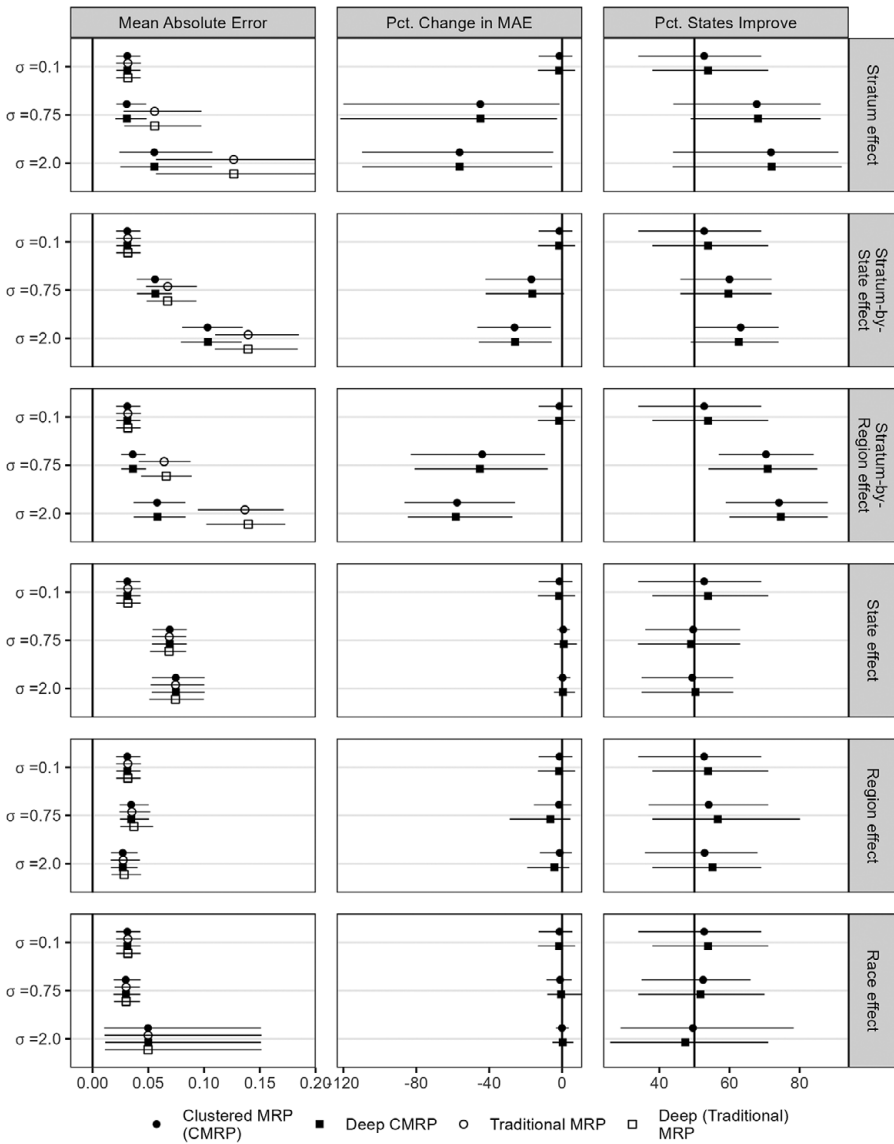 Mean Absolute Error
Pct. Change in MAE
Pct. States Improve
σ =0.1
σ =0.75
σ =2.0
Stratum effect
σ =0.1
σ =0.75
σ =2.0
Stratum-by-
State effect
σ =0.1
σ =0.75
σ =2.0
Stratum-by-
Region effect
σ =0.1
σ =0.75
σ =2.0
State effect
σ =0.1
σ =0.75
σ =2.0
Region effect
σ =0.1
σ =0.75
σ =2.0
Race effect
0.00 0.05 0.10 0.15 0.20
-120 -80 -40 0
40 60 80
Clustered MRP
(CMRP)
Deep CMRP
Traditional MRP
Deep (Traditional)
MRP